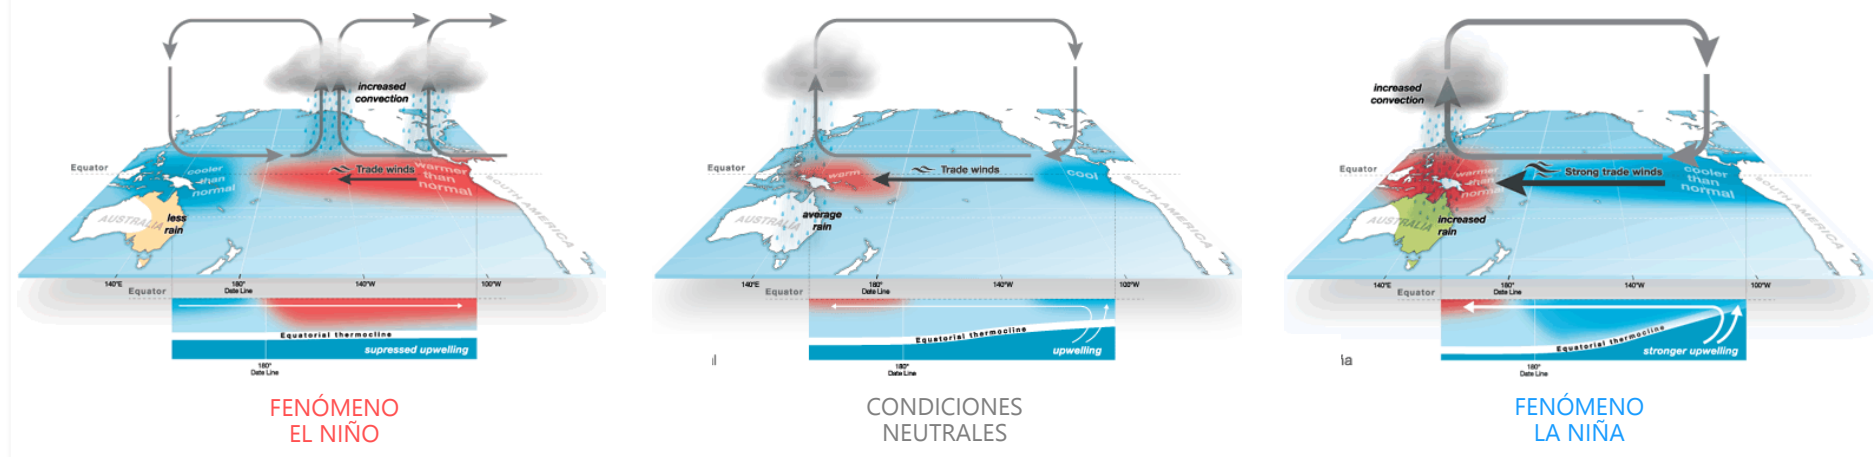 increased
convection
Equator
Trade winds
cooler
than
normal
warmer
than
normal
AUSTRALIA
less
rain
SOUTH AMERICA
140°E
180°
Date Line
140°W
100°W
Equator
Equatorial thermocline
supressed upwelling
180°
Date Line
FENÓMENO
EL NIÑO
Equator
warm
Trade winds
cool
AUSTRALIA
average
rain
SOUTH AMERICA
140°E
180°
Date Line
140°W
100°W
Equator
Equatorial thermocline
upwelling
180°
Date Line
CONDICIONES
NEUTRALES
increased
convection
Equator
warmer
than
normal
Strong trade winds
cooler
than
normal
AUSTRALIA
increased
rain
SOUTH AMERICA
140°E
180°
Date Line
140°W
100°W
Equator
Equatorial thermocline
stronger upwelling
ña
180°
Date Line
FENÓMENO
LA NIÑA